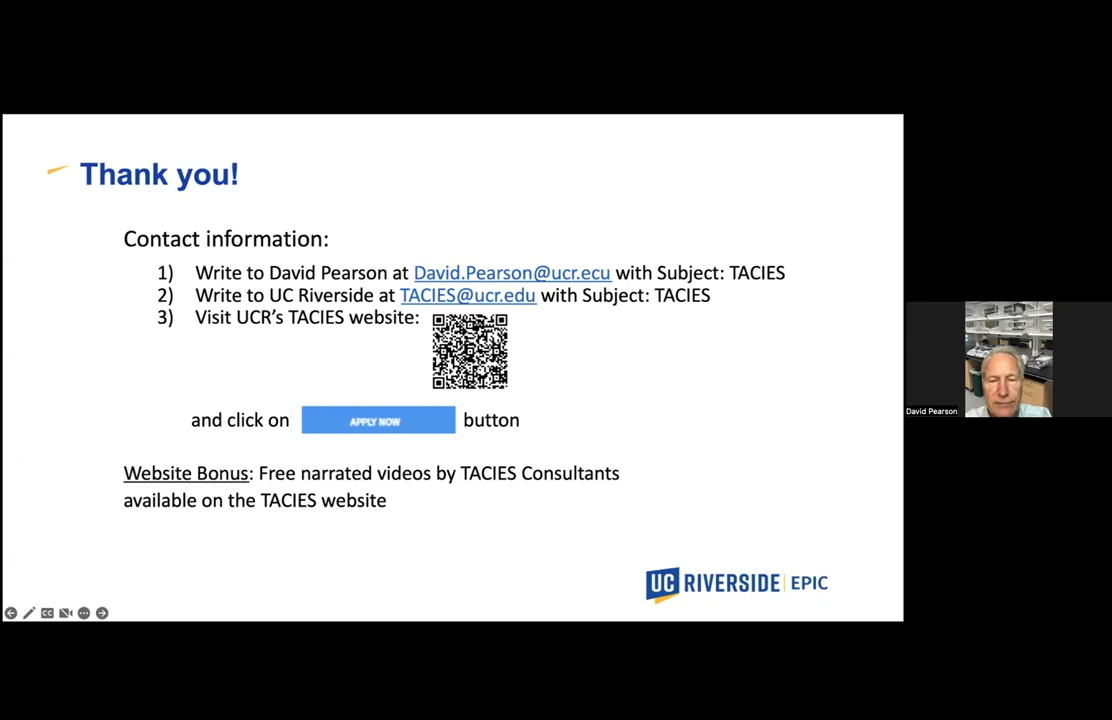 Thank you!
Contact information:
1) Write to David Pearson at David.Pearson@ucr.ecu with Subject: TACIES
2) Write to UC Riverside at TACIES@ucr.edu with Subject: TACIES
3) Visit UCR’s TACIES website:
and click on APPLY NOW button
Website Bonus: Free narrated videos by TACIES Consultants
available on the TACIES website
UC RIVERSIDE EPIC
CC
David Pearson